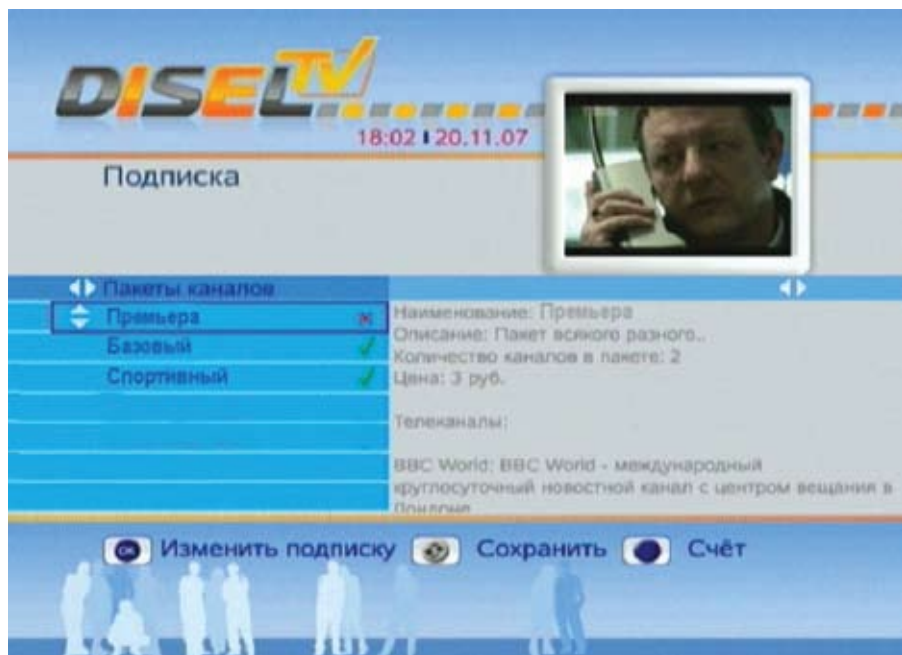 DISEL TV
18:02 20.11.07
Подписка
Пакеты каналов
Премьера
Базовый
Спортивный
Наименование: Премьера
Описание: Пакет всякого разного..
Количество каналов в пакете: 2
Цена: 3 руб.
Телеканалы:
BBC World: BBC World - международный
круглосуточный новостной канал с центром вещания в
Лондоне
OK Изменить подписку Сохранить Счёт